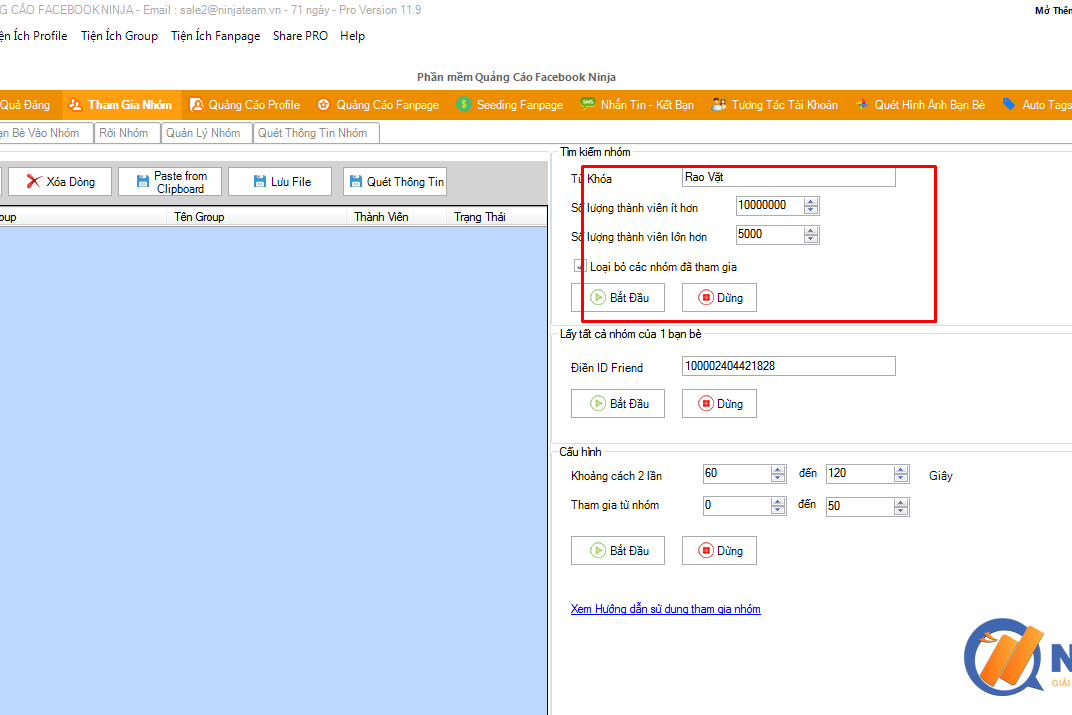 G CÁO FACEBOOK NINJA - Email : sale2@ninjateam.vn - 71 ngày - Pro Version 11.9
Mở Thêm
ện Ích Profile Tiện Ích Group Tiện Ích Fanpage Share PRO Help
Phần mềm Quảng Cáo Facebook Ninja
Quả Đăng Tham Gia Nhóm Quảng Cáo Profile Quảng Cáo Fanpage SMS Seeding Fanpage Nhắn Tin - Kết Bạn Tương Tác Tài Khoản Quét Hình Ảnh Bạn Bè Auto Tags
ạn Bè Vào Nhóm Rời Nhóm Quản Lý Nhóm Quét Thông Tin Nhóm
Xóa Dòng Paste from Clipboard Lưu File Quét Thông Tin
oup Tên Group Thành Viên Trạng Thái
Tìm kiếm nhóm
Từ Khóa Rao Vặt
Số lượng thành viên ít hơn 10000000
Số lượng thành viên lớn hơn 5000
Loại bỏ các nhóm đã tham gia
Bắt Đầu Dừng
Lấy tất cả nhóm của 1 bạn bè
Điền ID Friend 100002404421828
Bắt Đầu Dừng
Cấu hình
Khoảng cách 2 lần 60 đến 120 Giây
Tham gia từ nhóm 0 đến 50
Bắt Đầu Dừng
Xem Hướng dẫn sử dụng tham gia nhóm
N
GIẢI